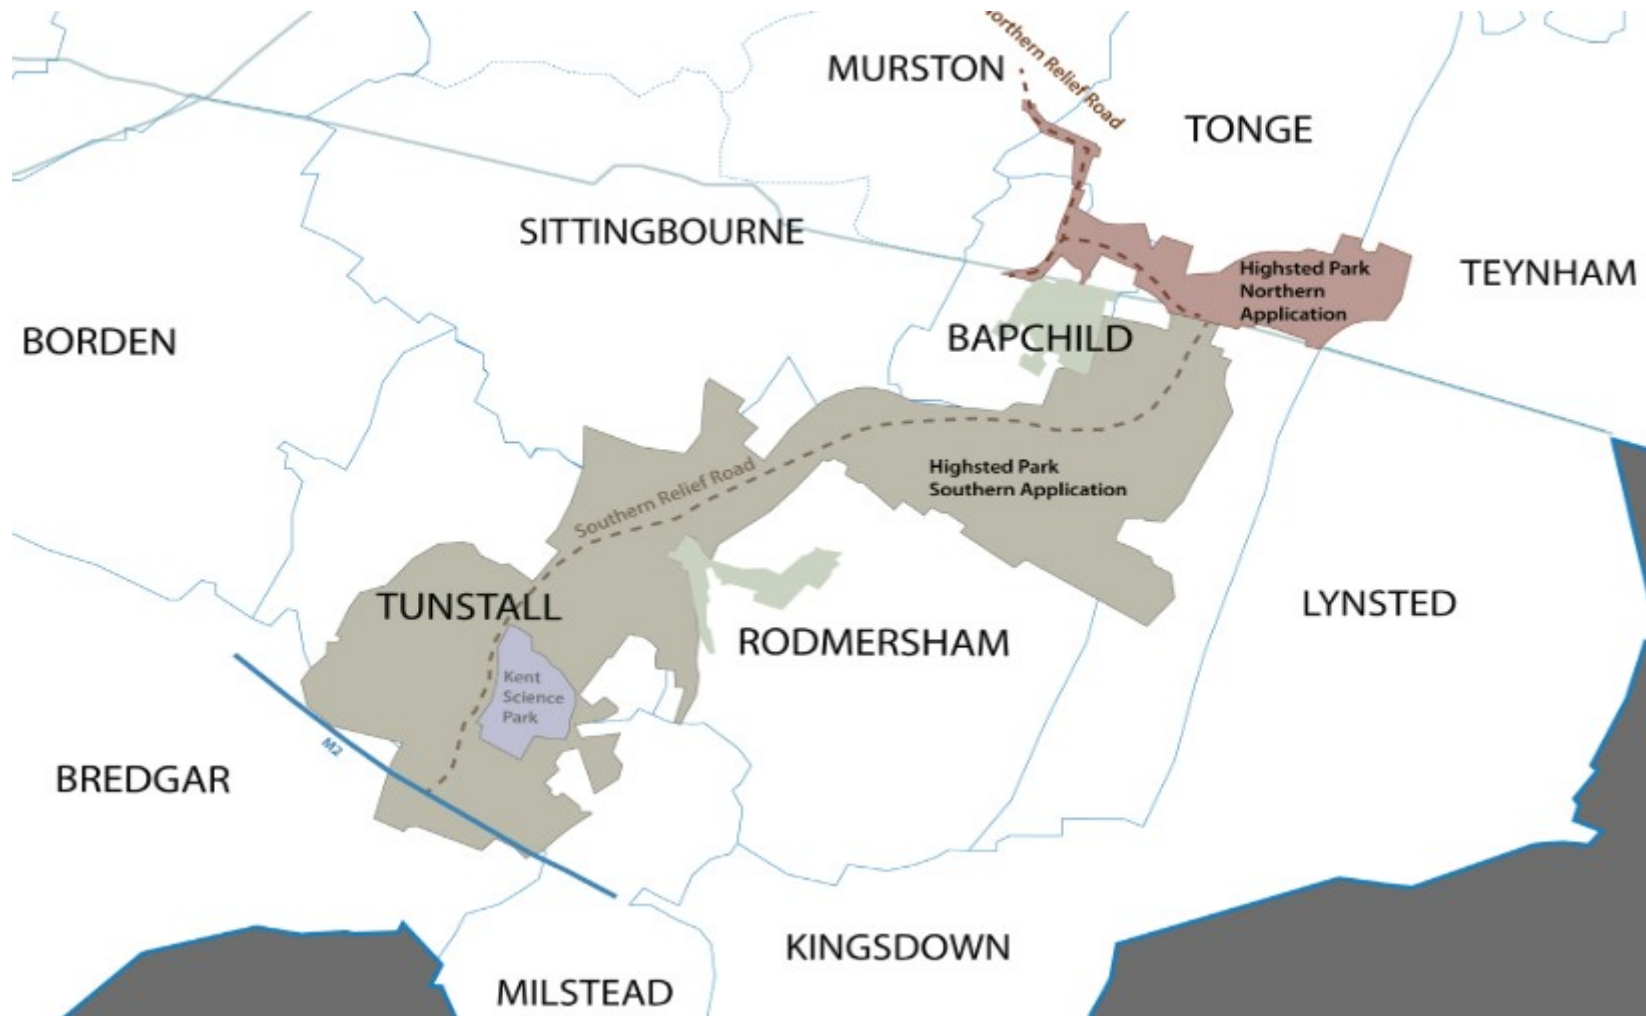 Northern Relief Road
MURSTON
TONGE
SITTINGBOURNE
Highsted Park
Northern
Application
TEYNHAM
BORDEN
BAPCHILD
Highsted Park
Southern Application
Southern Relief Road
TUNSTALL
LYNSTED
RODMERSHAM
Kent
Science
Park
M2
BREDGAR
KINGSDOWN
MILSTEAD